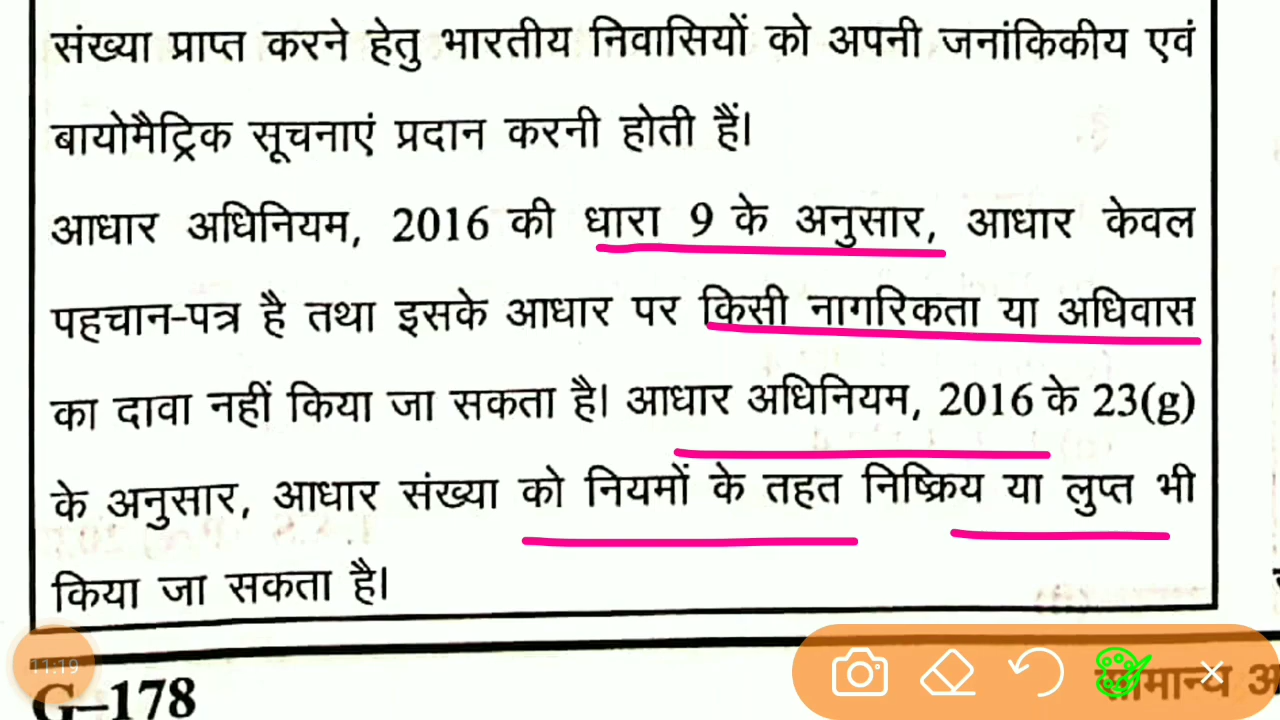 संख्या प्राप्त करने हेतु भारतीय निवासियों को अपनी जनांकिकीय एवं
बायोमैट्रिक सूचनाएं प्रदान करनी होती हैं।
आधार अधिनियम, 2016 की धारा 9 के अनुसार, आधार केवल
पहचान-पत्र है तथा इसके आधार पर किसी नागरिकता या अधिवास
का दावा नहीं किया जा सकता है। आधार अधिनियम, 2016 के 23(g)
के अनुसार, आधार संख्या को नियमों के तहत निष्क्रिय या लुप्त भी
किया जा सकता है।
11:19
G–178
सामान्य